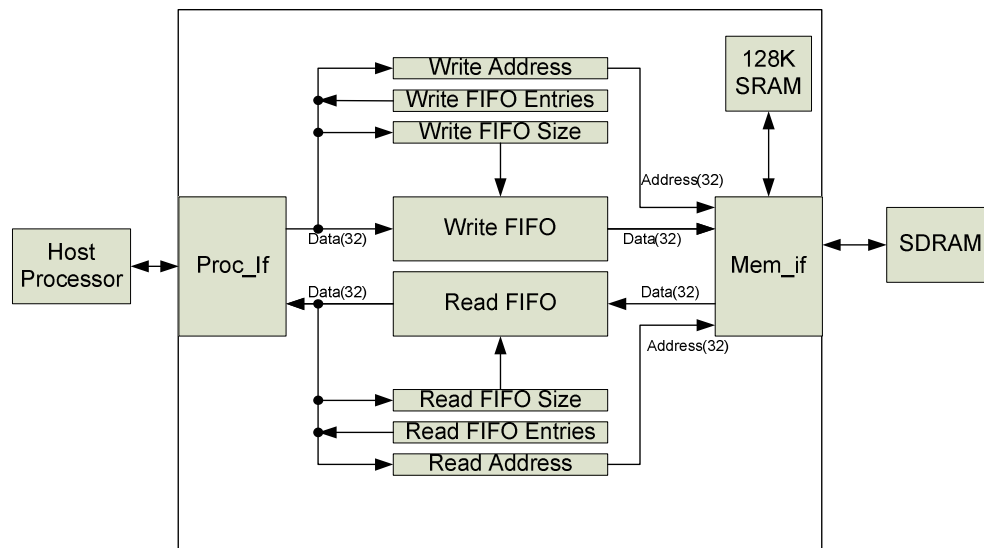 Write Address
Write FIFO Entries
Write FIFO Size
128K
SRAM
Address(32)
Host
Processor
Proc_If
Data(32)
Write FIFO
Data(32)
Mem_if
SDRAM
Data(32)
Read FIFO
Data(32)
Address(32)
Read FIFO Size
Read FIFO Entries
Read Address